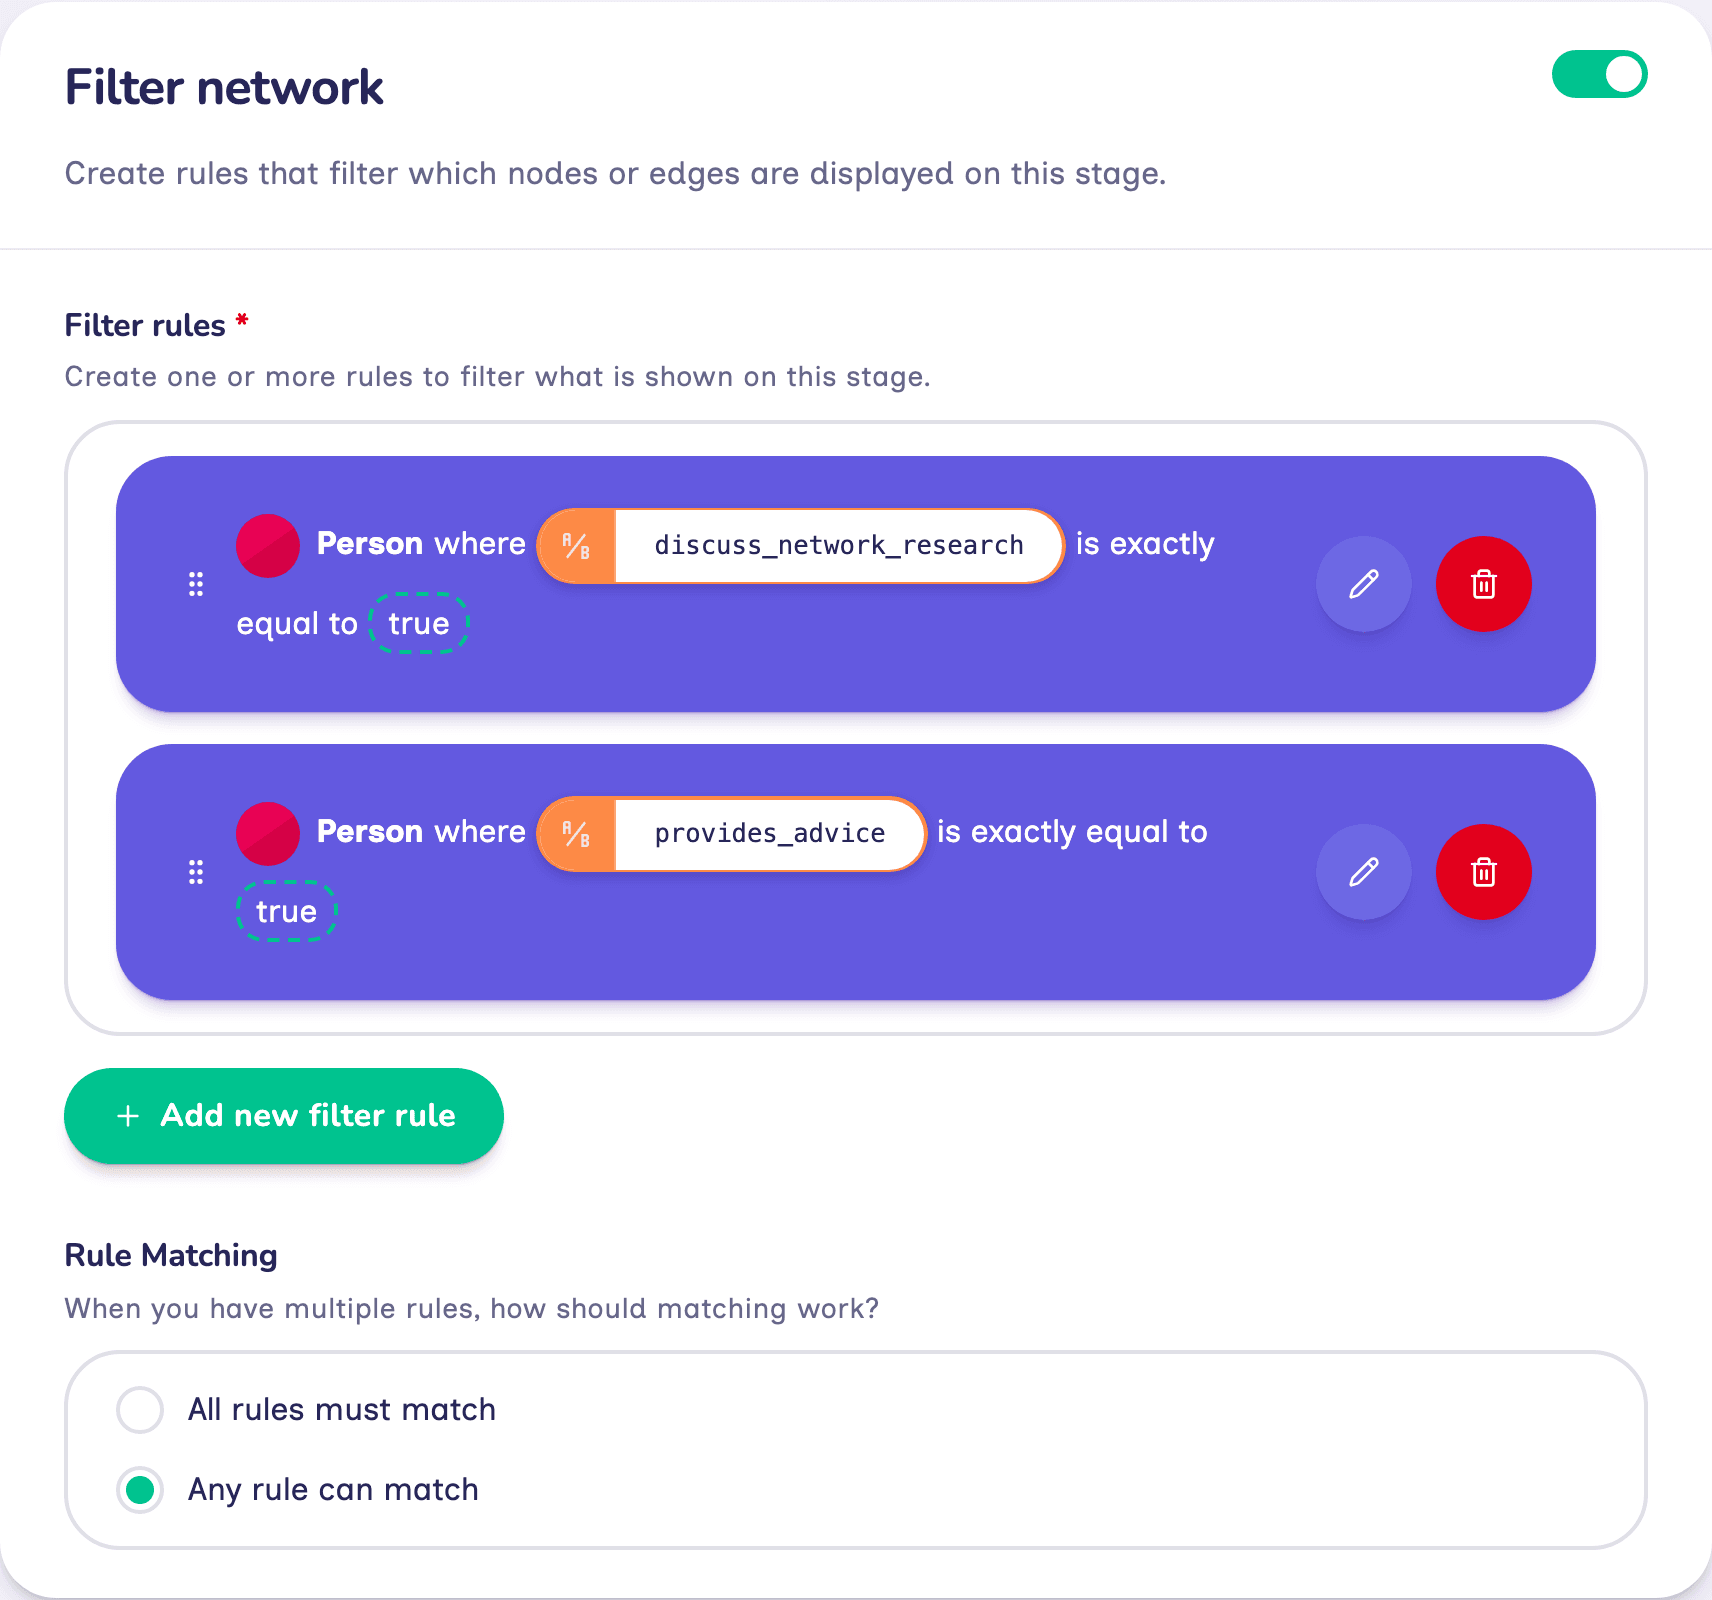 Filter network
Create rules that filter which nodes or edges are displayed on this stage.
Filter rules *
Create one or more rules to filter what is shown on this stage.
Person where A/B discuss_network_research is exactly
equal to true
Person where A/B provides_advice is exactly equal to
true
+ Add new filter rule
Rule Matching
When you have multiple rules, how should matching work?
All rules must match
Any rule can match